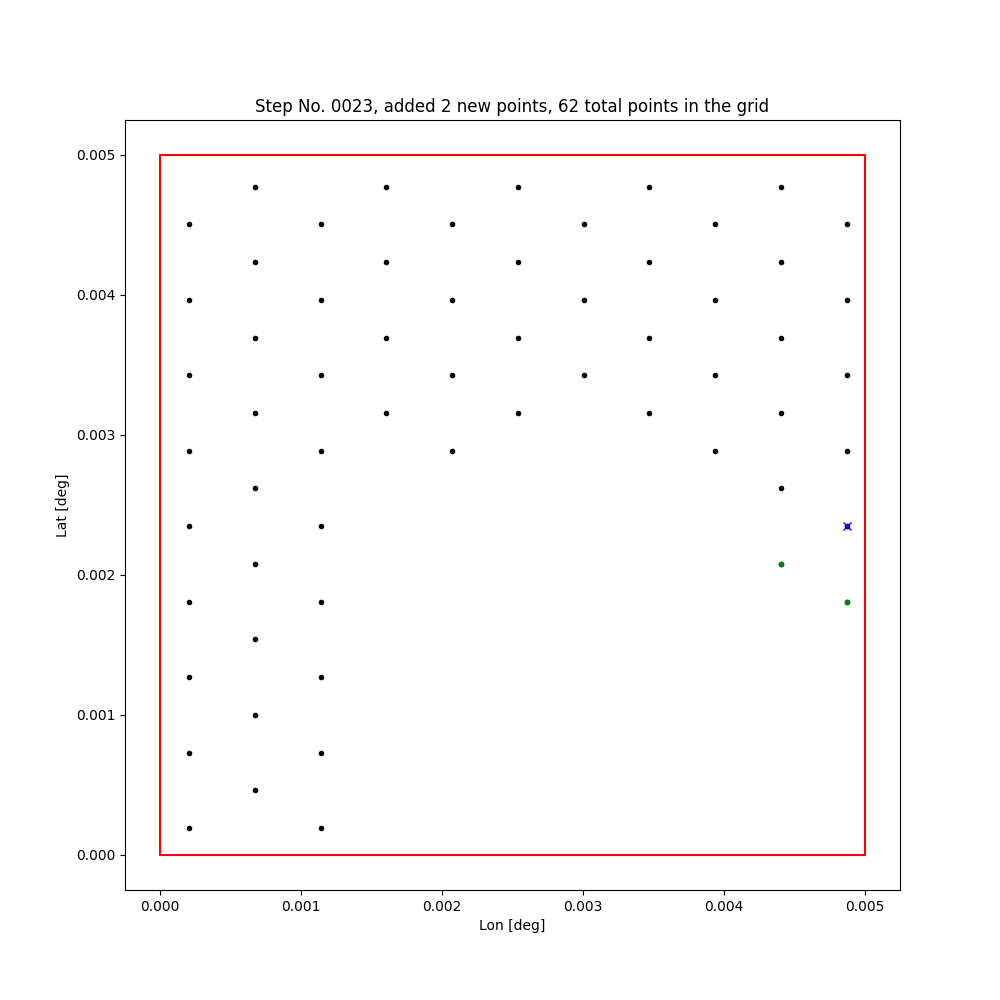 Step No. 0023, added 2 new points, 62 total points in the grid
0.005
0.004
0.003
0.002
0.001
0.000
Lat [deg]
0.000 0.001 0.002 0.003 0.004 0.005
Lon [deg]